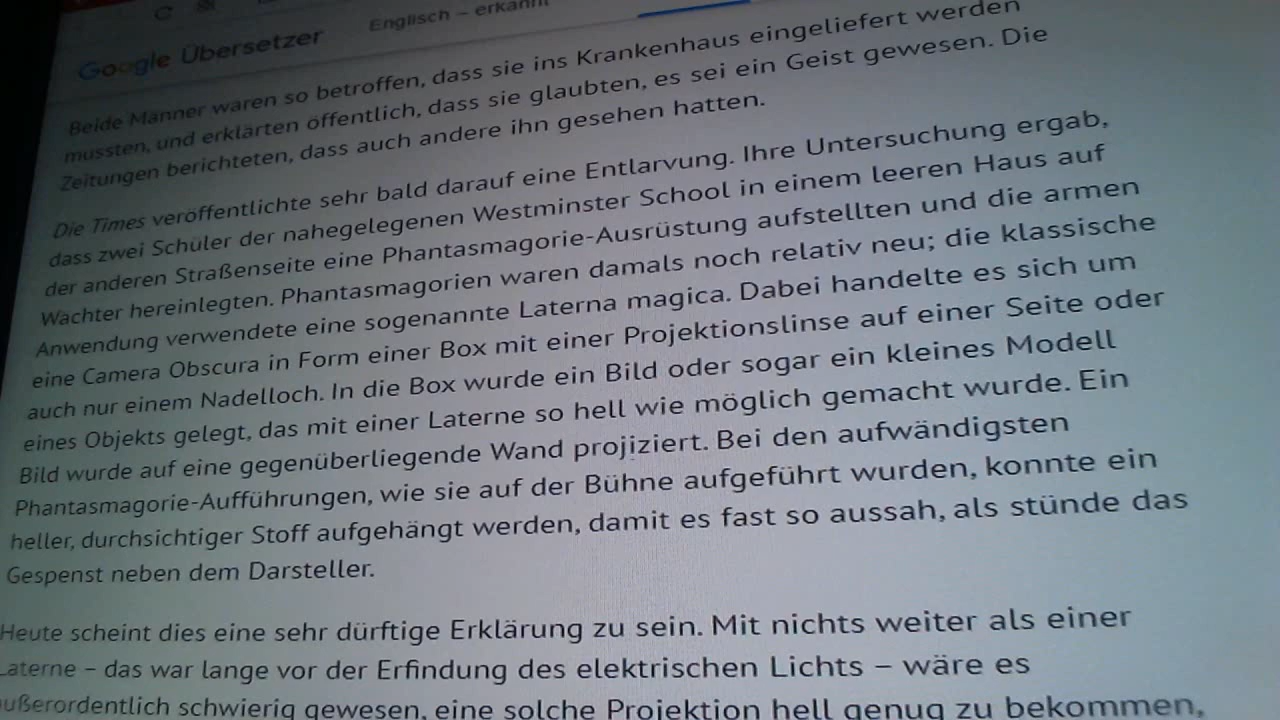 Google Übersetzer
Englisch – erkannt
Beide Männer waren so betroffen, dass sie ins Krankenhaus eingeliefert werden
mussten, und erklärten öffentlich, dass sie glaubten, es sei ein Geist gewesen. Die
Zeitungen berichteten, dass auch andere ihn gesehen hatten.
Die Times veröffentlichte sehr bald darauf eine Entlarvung. Ihre Untersuchung ergab,
dass zwei Schüler der nahegelegenen Westminster School in einem leeren Haus auf
der anderen Straßenseite eine Phantasmagorie-Ausrüstung aufstellten und die armen
Wächter hereinlegten. Phantasmagorien waren damals noch relativ neu; die klassische
Anwendung verwendete eine sogenannte Laterna magica. Dabei handelte es sich um
eine Camera Obscura in Form einer Box mit einer Projektionslinse auf einer Seite oder
auch nur einem Nadelloch. In die Box wurde ein Bild oder sogar ein kleines Modell
eines Objekts gelegt, das mit einer Laterne so hell wie möglich gemacht wurde. Ein
Bild wurde auf eine gegenüberliegende Wand projiziert. Bei den aufwändigsten
Phantasmagorie-Aufführungen, wie sie auf der Bühne aufgeführt wurden, konnte ein
heller, durchsichtiger Stoff aufgehängt werden, damit es fast so aussah, als stünde das
Gespenst neben dem Darsteller.
Heute scheint dies eine sehr dürftige Erklärung zu sein. Mit nichts weiter als einer
Laterne – das war lange vor der Erfindung des elektrischen Lichts – wäre es
außerordentlich schwierig gewesen, eine solche Projektion hell genug zu bekommen,